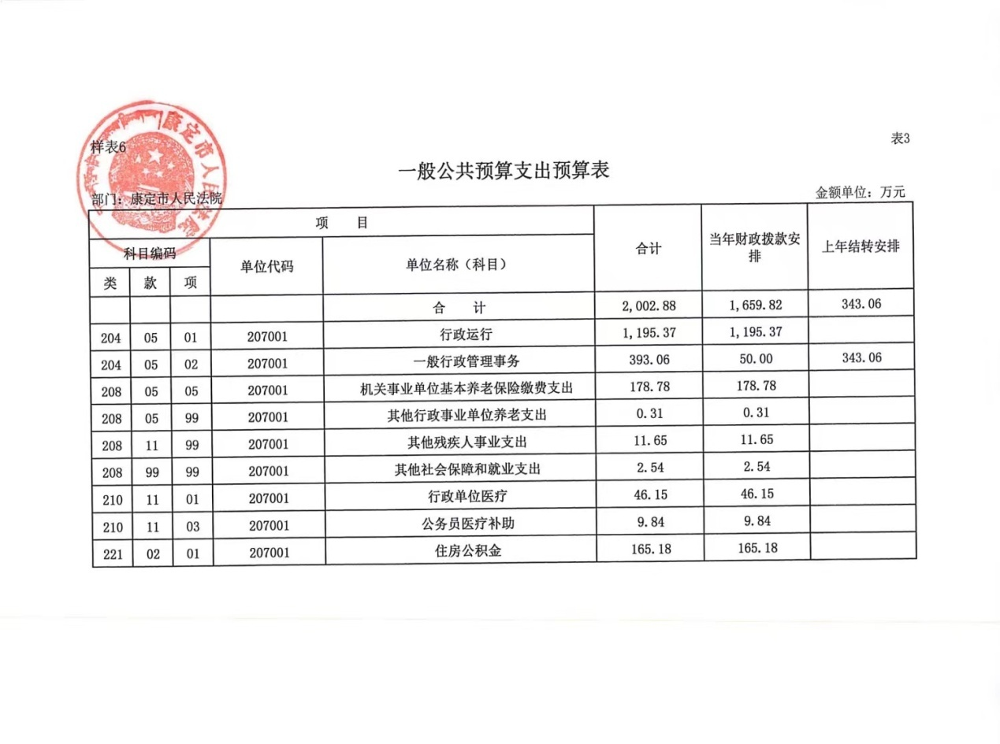 样表6
表3
一般公共预算支出预算表
部门：康定市人民法院
金额单位：万元
项 目 合计 当年财政拨款安排 上年结转安排
科目编码 单位代码 单位名称（科目）
类 款 项
合 计 2,002.88 1,659.82 343.06
204 05 01 207001 行政运行 1,195.37 1,195.37
204 05 02 207001 一般行政管理事务 393.06 50.00 343.06
208 05 05 207001 机关事业单位基本养老保险缴费支出 178.78 178.78
208 05 99 207001 其他行政事业单位养老支出 0.31 0.31
208 11 99 207001 其他残疾人事业支出 11.65 11.65
208 99 99 207001 其他社会保障和就业支出 2.54 2.54
210 11 01 207001 行政单位医疗 46.15 46.15
210 11 03 207001 公务员医疗补助 9.84 9.84
221 02 01 207001 住房公积金 165.18 165.18
康定市人民法院